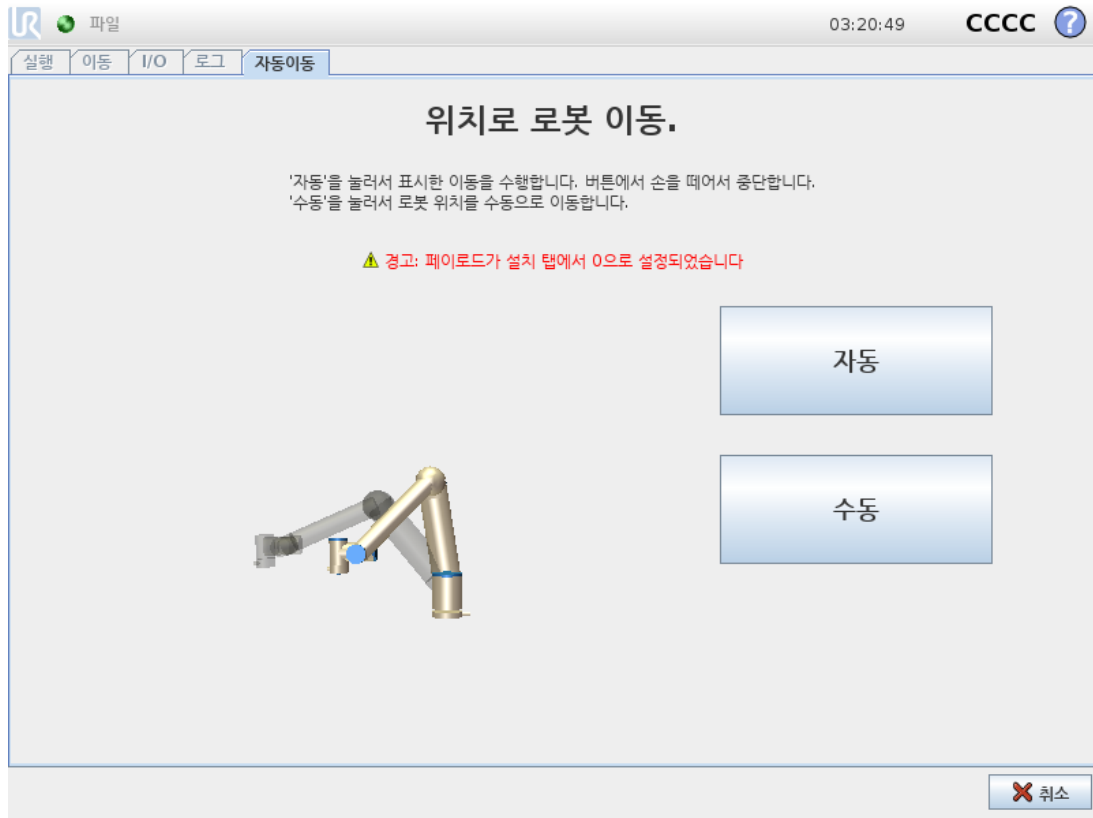 UR 파일 03:20:49 CCCC ?
실행 이동 I/O 로그 자동이동
위치로 로봇 이동.
'자동'을 눌러서 표시한 이동을 수행합니다. 버튼에서 손을 떼어서 중단합니다.
'수동'을 눌러서 로봇 위치를 수동으로 이동합니다.
경고: 페이로드가 설치 탭에서 0으로 설정되었습니다
자동
수동
취소